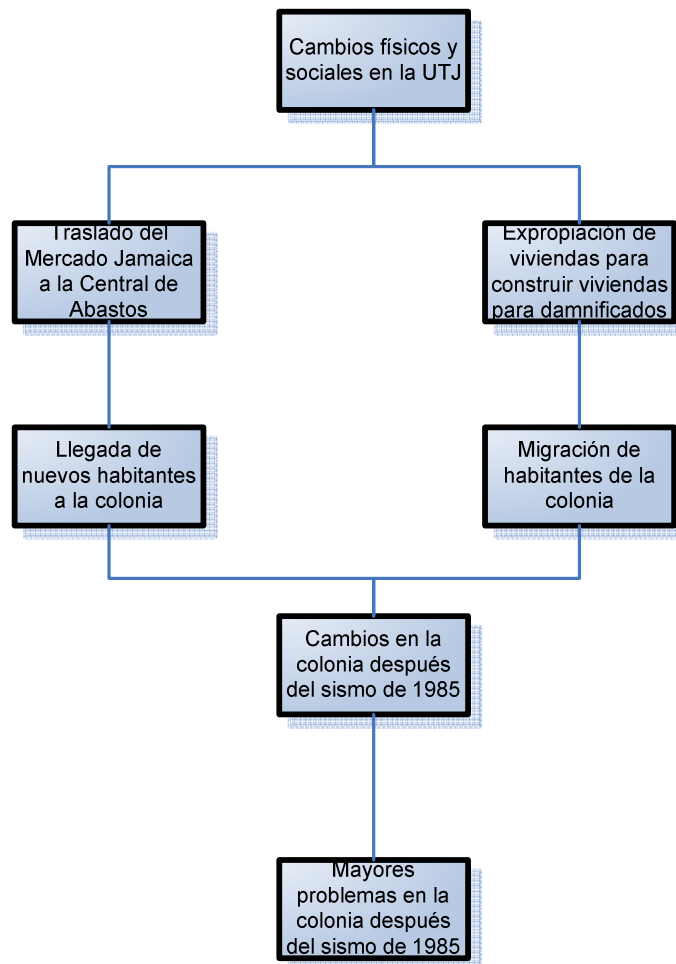 Cambios físicos y
sociales en la UTJ
Traslado del
Mercado Jamaica
a la Central de
Abastos
Expropiación de
viviendas para
construir viviendas
para damnificados
Llegada de
nuevos habitantes
a la colonia
Migración de
habitantes de la
colonia
Cambios en la
colonia después
del sismo de 1985
Mayores
problemas en la
colonia después
del sismo de 1985